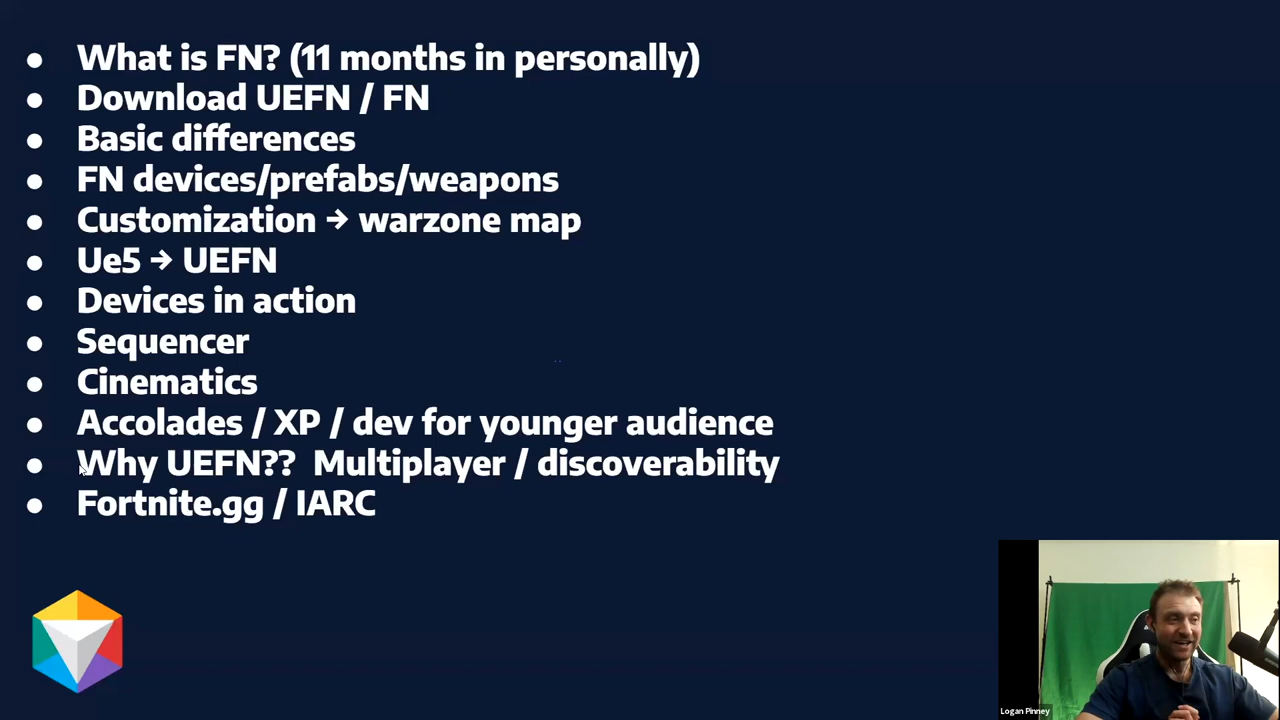 What is FN? (11 months in personally)
Download UEFN / FN
Basic differences
FN devices/prefabs/weapons
Customization → warzone map
Ue5 → UEFN
Devices in action
Sequencer
Cinematics
Accolades / XP / dev for younger audience
Why UEFN?? Multiplayer / discoverability
Fortnite.gg / IARC
Logan Pinney